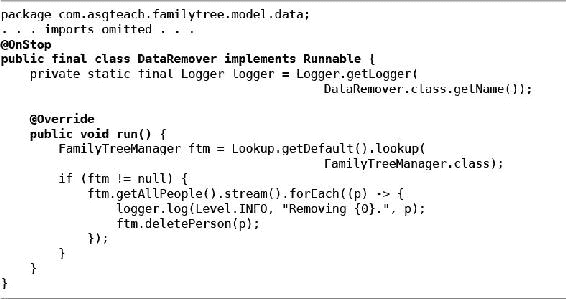 package com.asgteach.familytree.model.data;
. . . imports omitted . . .
@OnStop
public final class DataRemover implements Runnable {
    private static final Logger logger = Logger.getLogger(
                                            DataRemover.class.getName());
    @Override
    public void run() {
        FamilyTreeManager ftm = Lookup.getDefault().lookup(
                                            FamilyTreeManager.class);
        if (ftm != null) {
            ftm.getAllPeople().stream().forEach((p) -> {
                logger.log(Level.INFO, "Removing {0}.", p);
                ftm.deletePerson(p);
            });
        }
    }
}